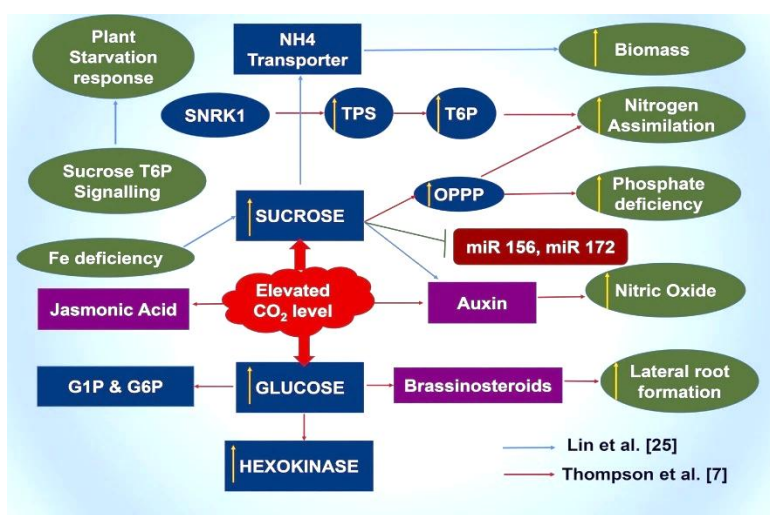 Plant
Starvation
response
NH4
Transporter
Biomass
SNRK1
TPS
T6P
Nitrogen
Assimilation
Sucrose T6P
Signalling
SUCROSE
OPPP
Phosphate
deficiency
Fe deficiency
miR 156, miR 172
Jasmonic Acid
Elevated
CO₂ level
Auxin
Nitric Oxide
G1P & G6P
GLUCOSE
Brassinosteroids
Lateral root
formation
HEXOKINASE
Lin et al. [25]
Thompson et al. [7]